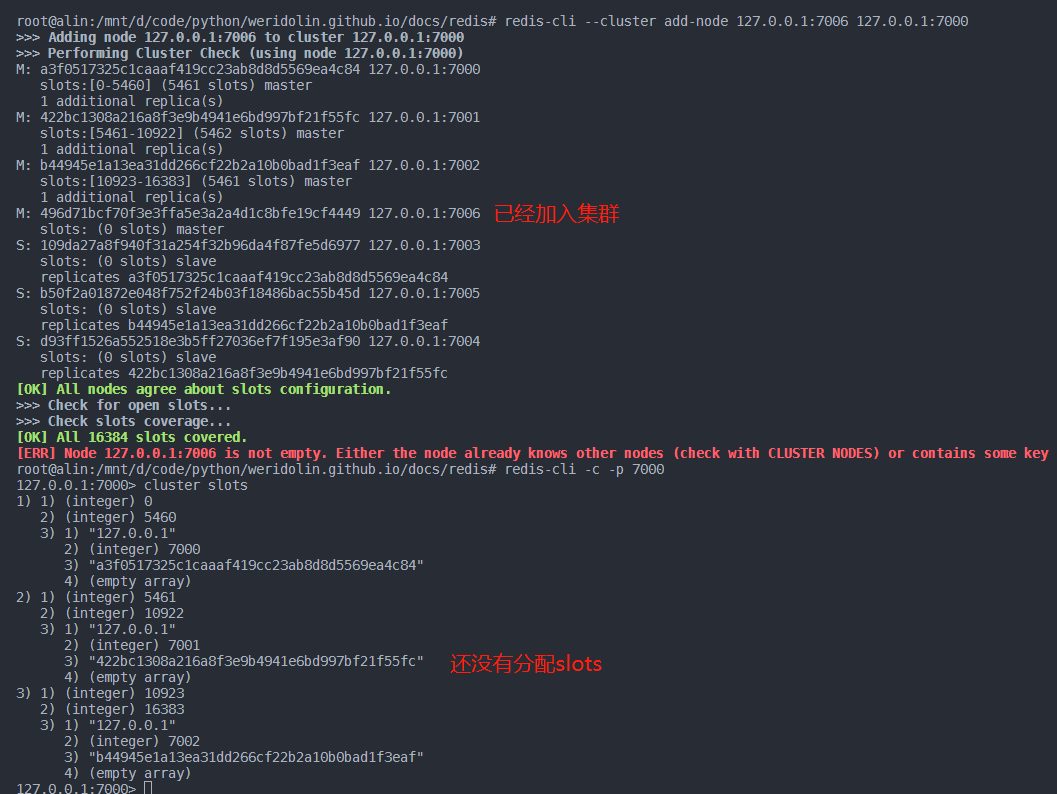 root@alin:/mnt/d/code/python/weridolin.github.io/docs/redis# redis-cli --cluster add-node 127.0.0.1:7006 127.0.0.1:7000
>>> Adding node 127.0.0.1:7006 to cluster 127.0.0.1:7000
>>> Performing Cluster Check (using node 127.0.0.1:7000)
M: a3f0517325c1caaaf419cc23ab8d8d5569ea4c84 127.0.0.1:7000
slots:[0-5460] (5461 slots) master
1 additional replica(s)
M: 422bc1308a216a8f3e9b4941e6bd997bf21f55fc 127.0.0.1:7001
slots:[5461-10922] (5462 slots) master
1 additional replica(s)
M: b44945e1a13ea31dd266cf22b2a10b0bad1f3eaf 127.0.0.1:7002
slots:[10923-16383] (5461 slots) master
1 additional replica(s)
M: 496d71bcf70f3e3ffa5e3a2a4d1c8bfe19cf4449 127.0.0.1:7006 已经加入集群
slots: (0 slots) master
S: 109da27a8f940f31a254f32b96da4f87fe5d6977 127.0.0.1:7003
slots: (0 slots) slave
replicates a3f0517325c1caaaf419cc23ab8d8d5569ea4c84
S: b50f2a01872e048f752f24b03f18486bac55b45d 127.0.0.1:7005
slots: (0 slots) slave
replicates b44945e1a13ea31dd266cf22b2a10b0bad1f3eaf
S: d93ff1526a552518e3b5ff27036ef7f195e3af90 127.0.0.1:7004
slots: (0 slots) slave
replicates 422bc1308a216a8f3e9b4941e6bd997bf21f55fc
[OK] All nodes agree about slots configuration.
>>> Check for open slots...
>>> Check slots coverage...
[OK] All 16384 slots covered.
[ERR] Node 127.0.0.1:7006 is not empty. Either the node already knows other nodes (check with CLUSTER NODES) or contains some key
root@alin:/mnt/d/code/python/weridolin.github.io/docs/redis# redis-cli -c -p 7000
127.0.0.1:7000> cluster slots
1) 1) (integer) 0
2) (integer) 5460
3) 1) "127.0.0.1"
2) (integer) 7000
3) "a3f0517325c1caaaf419cc23ab8d8d5569ea4c84"
4) (empty array)
2) 1) (integer) 5461
2) (integer) 10922
3) 1) "127.0.0.1"
2) (integer) 7001
3) "422bc1308a216a8f3e9b4941e6bd997bf21f55fc" 还没有分配slots
4) (empty array)
3) 1) (integer) 10923
2) (integer) 16383
3) 1) "127.0.0.1"
2) (integer) 7002
3) "b44945e1a13ea31dd266cf22b2a10b0bad1f3eaf"
4) (empty array)
127.0.0.1:7000>